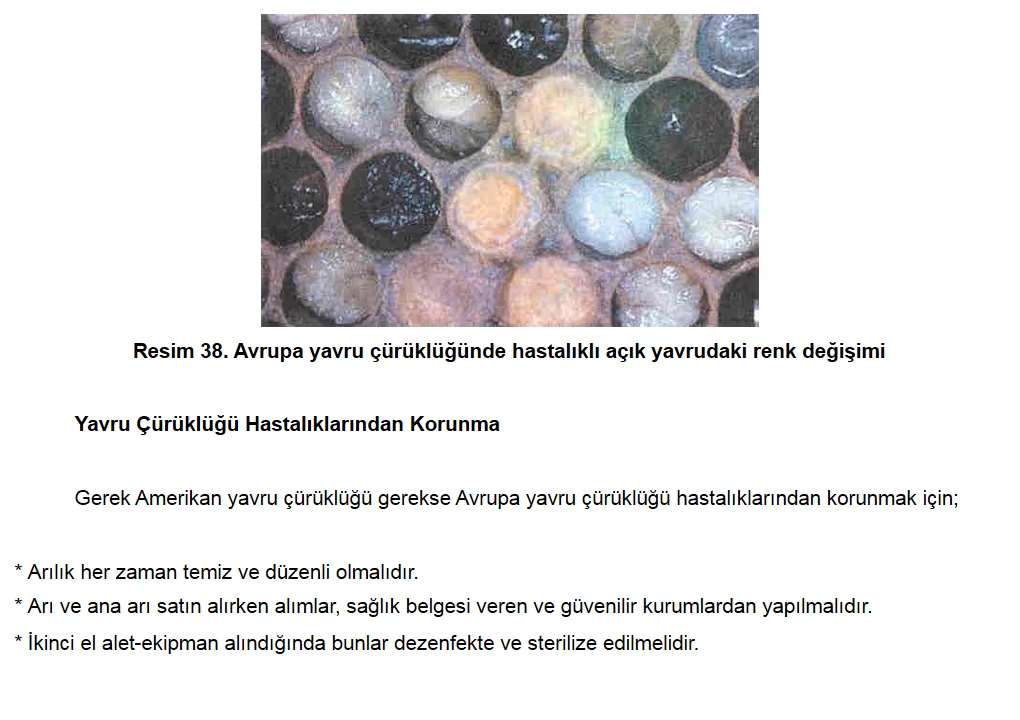 Resim 38. Avrupa yavru çürüklüğünde hastalıklı açık yavrudaki renk değişimi
Yavru Çürüklüğü Hastalıklarından Korunma
Gerek Amerikan yavru çürüklüğü gerekse Avrupa yavru çürüklüğü hastalıklarından korunmak için;
* Arılık her zaman temiz ve düzenli olmalıdır.
* Arı ve ana arı satın alırken alımlar, sağlık belgesi veren ve güvenilir kurumlardan yapılmalıdır.
* İkinci el alet-ekipman alındığında bunlar dezenfekte ve sterilize edilmelidir.